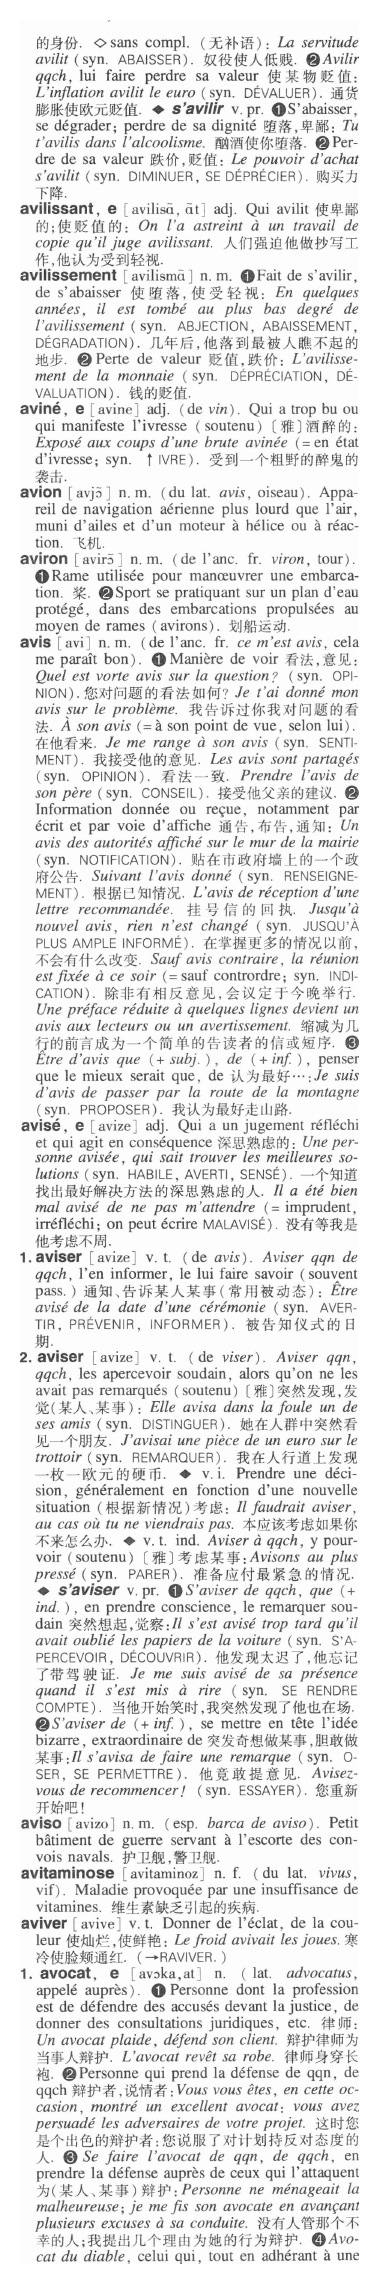 的身份. ◇sans compl. (无补语): La servitude
avilit (syn. ABAISSER). 奴役使人低贱. ❷Avilir
qqch, lui faire perdre sa valeur 使某物贬值:
L'inflation avilit le euro (syn. DÉVALUER). 通货
膨胀使欧元贬值. ◆ s'avilir v. pr. ❶S'abaisser,
se dégrader; perdre de sa dignité 堕落,卑鄙: Tu
t'avilis dans l'alcoolisme. 酗酒使你堕落. ❷Per-
dre de sa valeur 跌价,贬值: Le pouvoir d'achat
s'avilit (syn. DIMINUER, SE DÉPRÉCIER). 购买力
下降.
avilissant, e [avilisɑ̃, ɑ̃t] adj. Qui avilit 使卑鄙
的;使贬值的: On l'a astreint à un travail de
copie qu'il juge avilissant. 人们强迫他做抄写工
作,他认为受到轻视.
avilissement [avilismɑ̃] n. m. ❶Fait de s'avilir,
de s'abaisser 使堕落,使受轻视: En quelques
années, il est tombé au plus bas degré de
l'avilissement (syn. ABJECTION, ABAISSEMENT,
DÉGRADATION). 几年后,他落到最被人瞧不起的
地步. ❷Perte de valeur 贬值,跌价: L'avilisse-
ment de la monnaie (syn. DÉPRÉCIATION, DÉ-
VALUATION). 钱的贬值.
aviné, e [avine] adj. (de vin). Qui a trop bu ou
qui manifeste l'ivresse (soutenu) [雅]酒醉的:
Exposé aux coups d'une brute avinée (= en état
d'ivresse; syn. ↑ IVRE). 受到一个粗野的醉鬼的
袭击.
avion [avjɔ̃] n. m. (du lat. avis, oiseau). Appa-
reil de navigation aérienne plus lourd que l'air,
muni d'ailes et d'un moteur à hélice ou à réac-
tion. 飞机.
aviron [avirɔ̃] n. m. (de l'anc. fr. viron, tour).
❶Rame utilisée pour manœuvrer une embarca-
tion. 桨. ❷Sport se pratiquant sur un plan d'eau
protégé, dans des embarcations propulsées au
moyen de rames (avirons). 划船运动.
avis [avi] n. m. (de l'anc. fr. ce m'est avis, cela
me paraît bon). ❶Manière de voir 看法,意见:
Quel est vorte avis sur la question? (syn. OPI-
NION). 您对问题的看法如何? Je t'ai donné mon
avis sur le problème. 我告诉过你我对问题的看
法. À son avis (= à son point de vue, selon lui).
在他看来. Je me range à son avis (syn. SENTI-
MENT). 我接受他的意见. Les avis sont partagés
(syn. OPINION). 看法一致. Prendre l'avis de
son père (syn. CONSEIL). 接受他父亲的建议. ❷
Information donnée ou reçue, notamment par
écrit et par voie d'affiche 通告,布告,通知: Un
avis des autorités affiché sur le mur de la mairie
(syn. NOTIFICATION). 贴在市政府墙上的一个政
府公告. Suivant l'avis donné (syn. RENSEIGNE-
MENT). 根据已知情况. L'avis de réception d'une
lettre recommandée. 挂号信的回执. Jusqu'à
nouvel avis, rien n'est changé (syn. JUSQU'À
PLUS AMPLE INFORMÉ). 在掌握更多的情况以前,
不会有什么改变. Sauf avis contraire, la réunion
est fixée à ce soir (= sauf controrde; syn. INDI-
CATION). 除非有相反意见,会议定于今晚举行.
Une préface réduite à quelques lignes devient un
avis aux lecteurs ou un avertissement. 缩减为几
行的前言成为一个简单的告读者的信或短序. ❸
Être d'avis que (+ subj.), de (+ inf.), penser
que le mieux serait que, de 认为最好…: Je suis
d'avis de passer par la route de la montagne
(syn. PROPOSER). 我认为最好走山路.
avisé, e [avize] adj. Qui a un jugement réfléchi
et qui agit en conséquence 深思熟虑的: Une per-
sonne avisée, qui sait trouver les meilleures so-
lutions (syn. HABILE, AVERTI, SENSÉ). 一个知道
找出最好解决方法的深思熟虑的人. Il a été bien
mal avisé de ne pas m'attendre (= imprudent,
irréfléchi; on peut écrire MALAVISÉ). 没有等我是
他考虑不周.
1. aviser [avize] v. t. (de avis). Aviser qqn de
qqch, l'en informer, le lui faire savoir (souvent
pass.) 通知、告诉某人某事(常用被动态): Être
avisé de la date d'une cérémonie (syn. AVER-
TIR, PRÉVENIR, INFORMER). 被告知仪式的日
期.
2. aviser [avize] v. t. (de viser). Aviser qqn,
qqch, les apercevoir soudain, alors qu'on ne les
avait pas remarqués (soutenu) [雅]突然发现,发
觉(某人、某事): Elle avisa dans la foule un de
ses amis (syn. DISTINGUER). 她在人群中突然看
见一个朋友. J'avisai une pièce de un euro sur le
trottoir (syn. REMARQUER). 我在人行道上发现
一枚一欧元的硬币. ◆ v. i. Prendre une déci-
sion, généralement en fonction d'une nouvelle
situation (根据新情况)考虑: Il faudrait aviser,
au cas où tu ne viendrais pas. 本应该考虑如果你
不来怎么办. ◆ v. t. ind. Aviser à qqch, y pour-
voir (soutenu) [雅]考虑某事:Avisons au plus
pressé (syn. PARER). 准备应付最紧急的情况.
◆ s'aviser v. pr. ❶S'aviser de qqch, que (+
ind.), en prendre conscience, le remarquer sou-
dain 突然想起,觉察:Il s'est avisé trop tard qu'il
avait oublié les papiers de la voiture (syn. S'A-
PERCEVOIR, DÉCOUVRIR). 他发现太迟了,他忘记
了带驾驶证. Je me suis avisé de sa présence
quand il s'est mis à rire (syn. SE RENDRE
COMPTE). 当他开始笑时,我突然发现了他也在场.
❷S'aviser de (+ inf.), se mettre en tête l'idée
bizarre, extraordinaire de 突发奇想做某事,胆敢做
某事:Il s'avisa de faire une remarque (syn. O-
SER, SE PERMETTRE). 他竟敢提意见. Avisez-
vous de recommencer! (syn. ESSAYER). 您重新
开始吧!
aviso [avizo] n. m. (esp. barca de aviso). Petit
bâtiment de guerre servant à l'escorte des con-
vois navals. 护卫舰,警卫舰.
avitaminose [avitaminoz] n. f. (du lat. vivus,
vif). Maladie provoquée par une insuffisance de
vitamines. 维生素缺乏引起的疾病.
aviver [avive] v. t. Donner de l'éclat, de la cou-
leur 使灿烂,使鲜艳: Le froid avivait les joues. 寒
冷使脸颊通红. (→RAVIVER.)
1. avocat, e [avɔka,at] n. (lat. advocatus,
appelé auprès). ❶Personne dont la profession
est de défendre des accusés devant la justice, de
donner des consultations juridiques, etc. 律师:
Un avocat plaide, défend son client. 辩护律师为
当事人辩护. L'avocat revêt sa robe. 律师身穿长
袍. ❷Personne qui prend la défense de qqn, de
qqch 辩护者,说情者:Vous vous êtes, en cette oc-
casion, montré un excellent avocat: vous avez
persuadé les adversaires de votre projet. 这时您
是个出色的辩护者:您说服了对计划持反对态度的
人. ❸Se faire l'avocat de qqn, de qqch, en
prendre la défense auprès de ceux qui l'attaquent
为(某人、某事)辩护:Personne ne ménageait la
malheureuse; je me fis son avocate en avançant
plusieurs excuses à sa conduite. 没有人管那个不
幸的人;我提出几个理由为她的行为辩护. ❹Avo-
cat du diable, celui qui, tout en adhérant à une